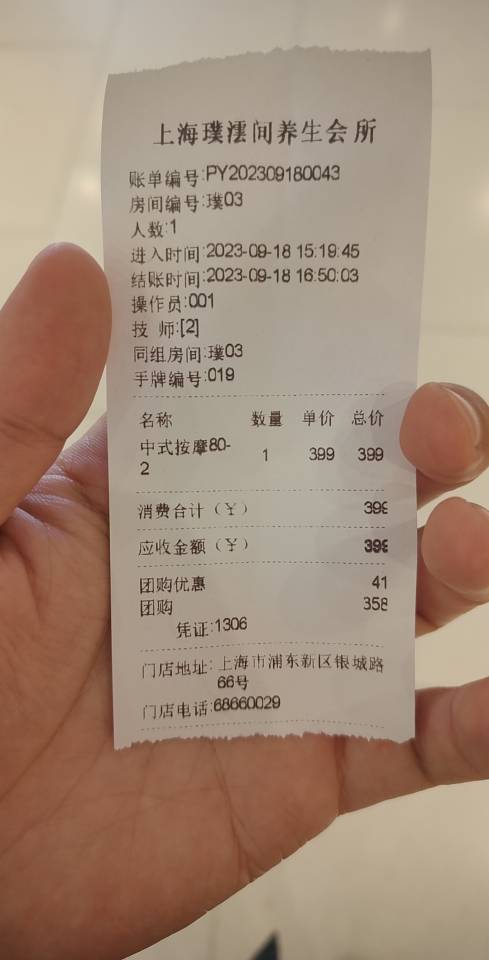 上海璞澐间养生会所
账单编号:PY202309180043
房间编号:璞03
人数:1
进入时间:2023-09-18 15:19:45
结账时间:2023-09-18 16:50:03
操作员:001
技 师:[2]
同组房间:璞03
手牌编号:019
名称 数量 单价 总价
中式按摩80- 1 399 399
2
消费合计（¥） 399
应收金额（¥） 399
团购优惠 41
团购 358
凭证:1306
门店地址: 上海市浦东新区银城路
66号
门店电话:68660029